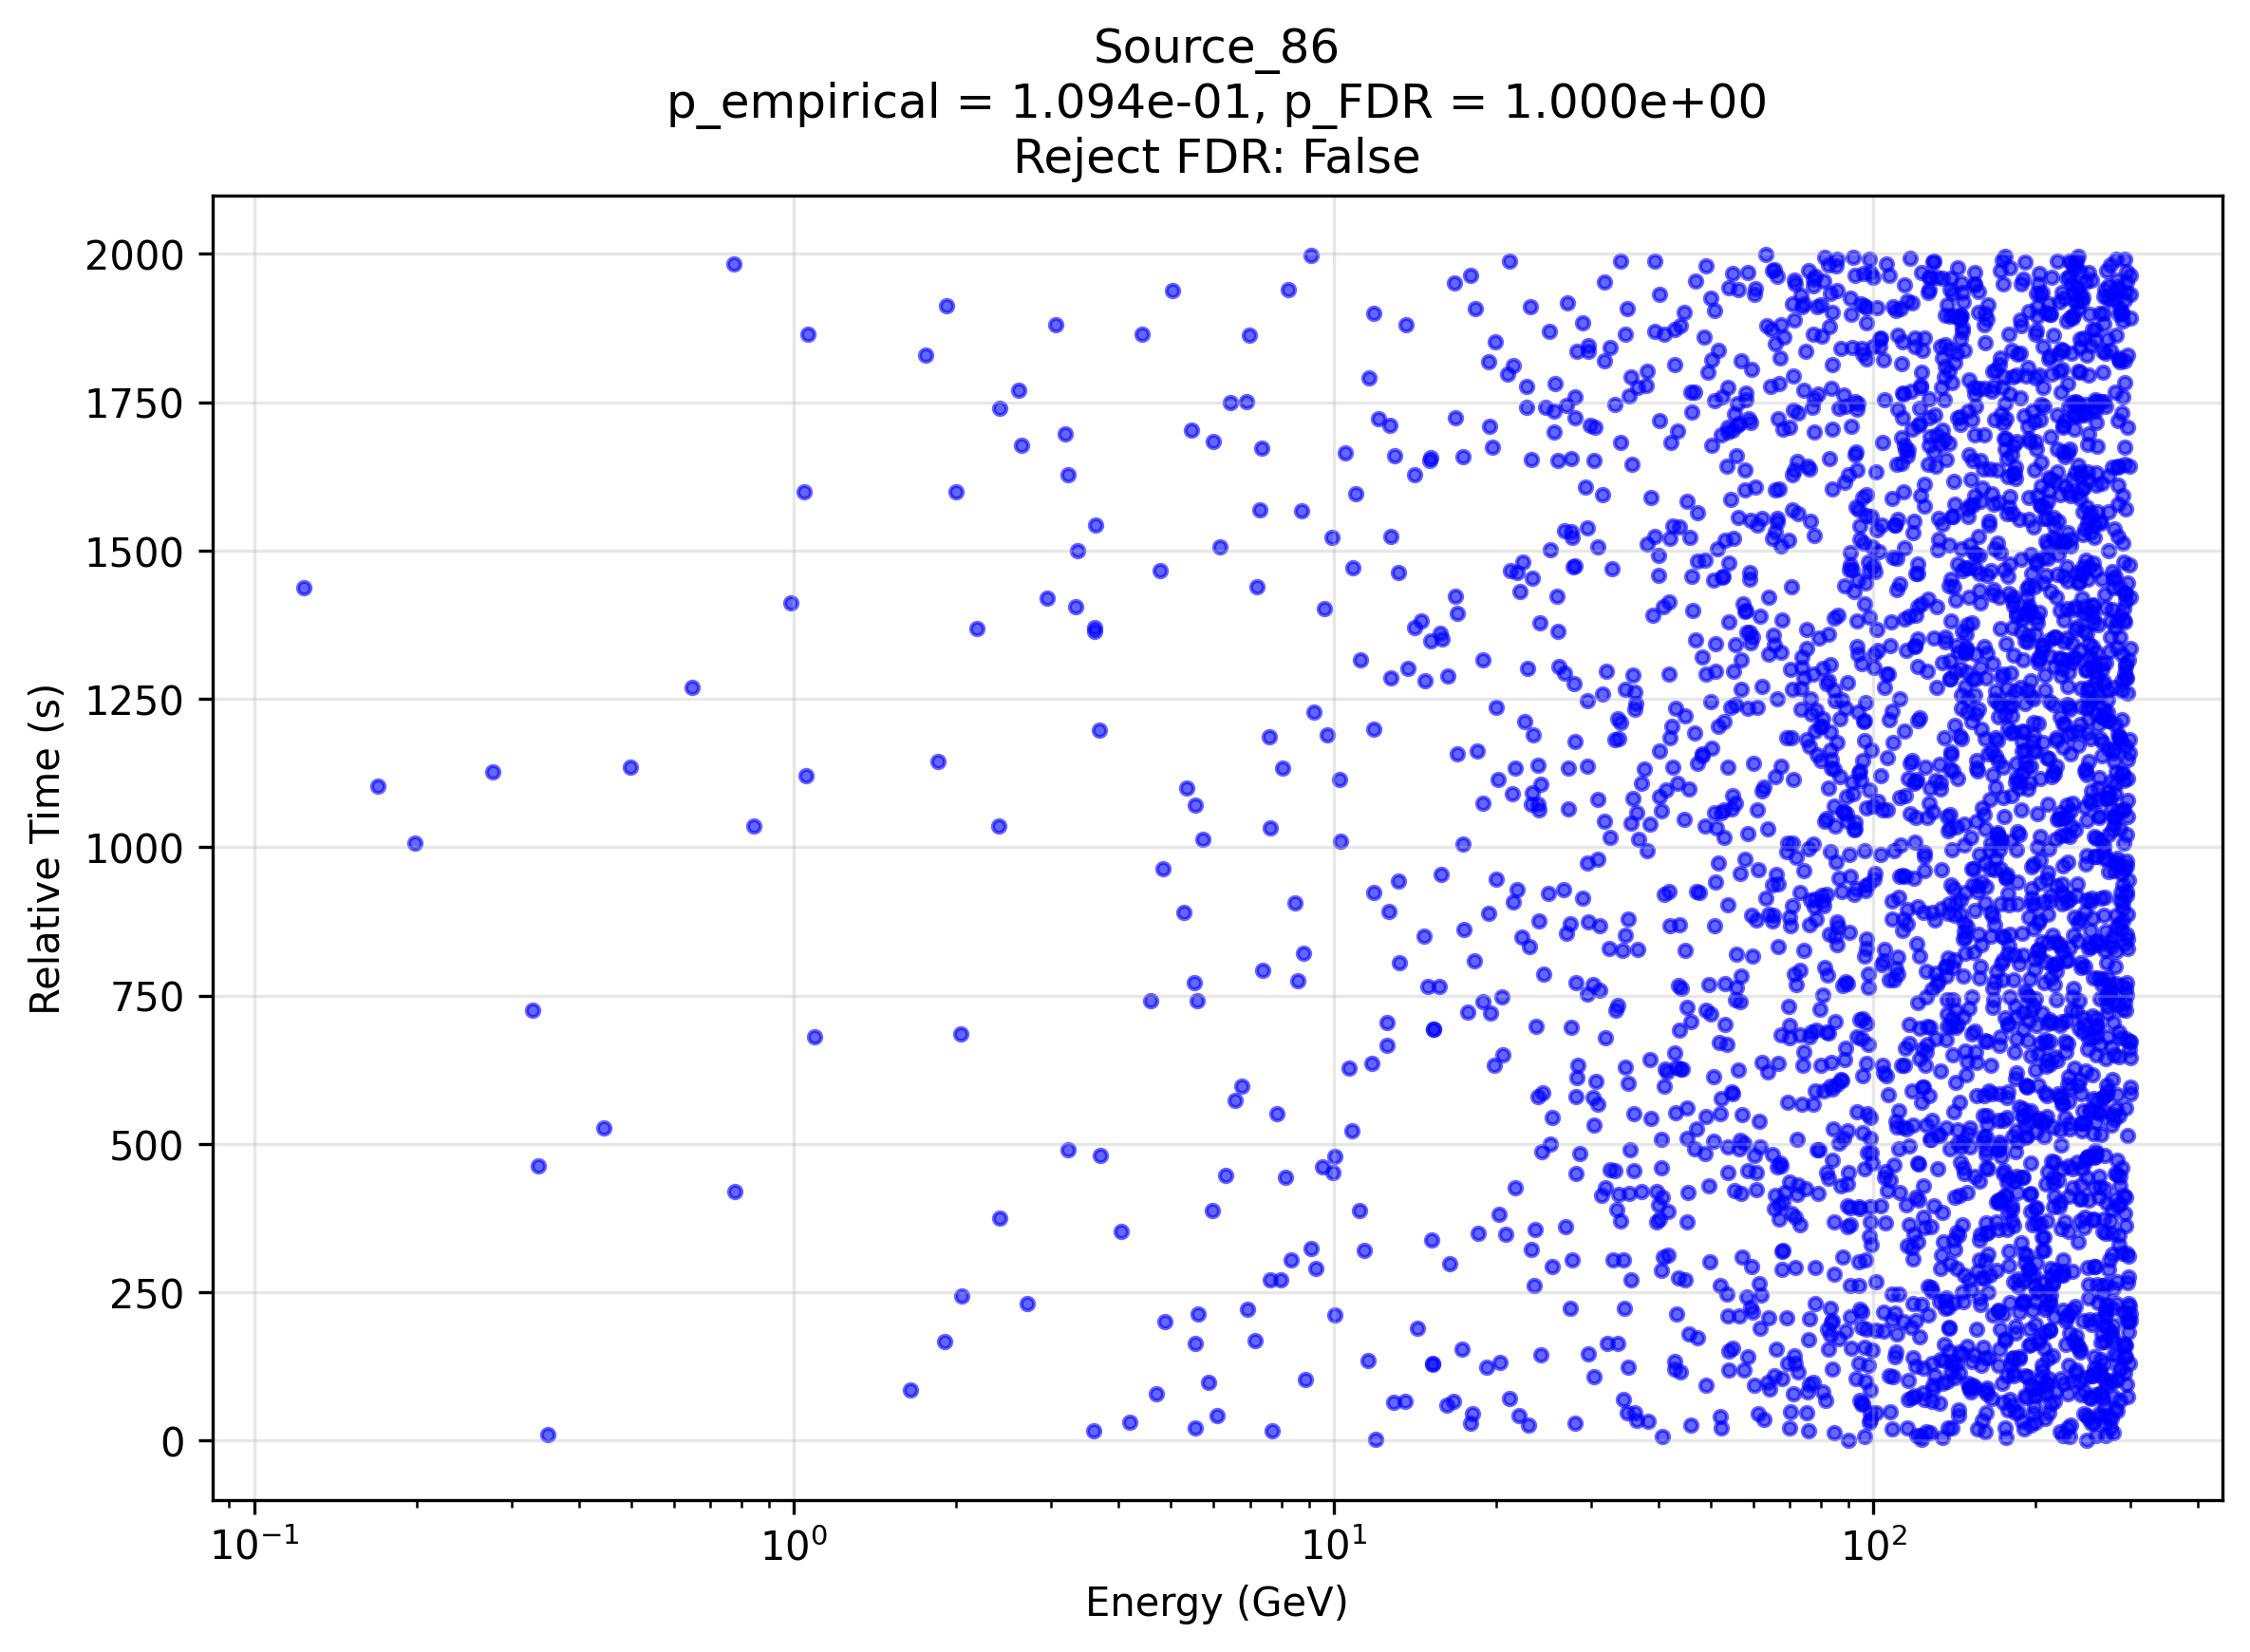 Source_86
p_empirical = 1.094e-01, p_FDR = 1.000e+00
Reject FDR: False
Relative Time (s)
2000
1750
1500
1250
1000
750
500
250
0
10⁻¹
10⁰
10¹
10²
Energy (GeV)